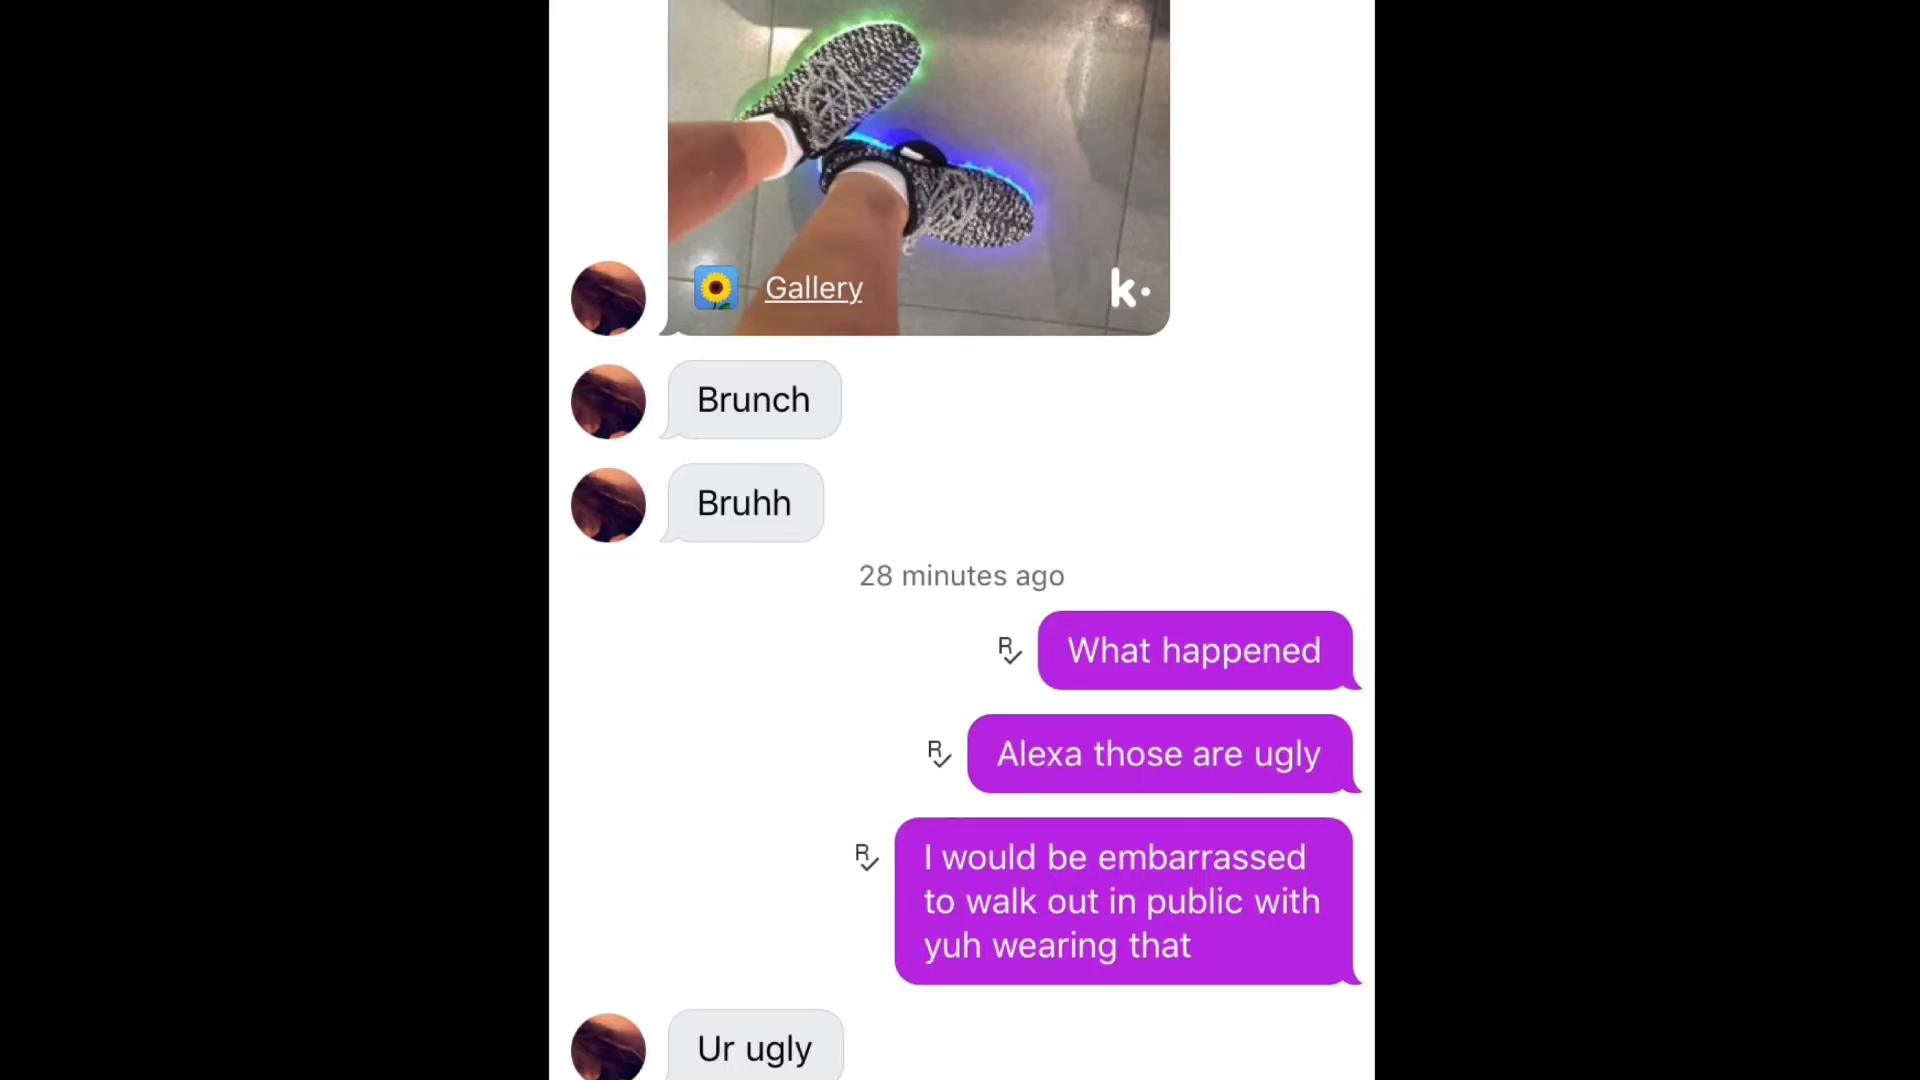 Gallery
k·
Brunch
Bruhh
28 minutes ago
R
What happened
R
Alexa those are ugly
R
I would be embarrassed
to walk out in public with
yuh wearing that
Ur ugly